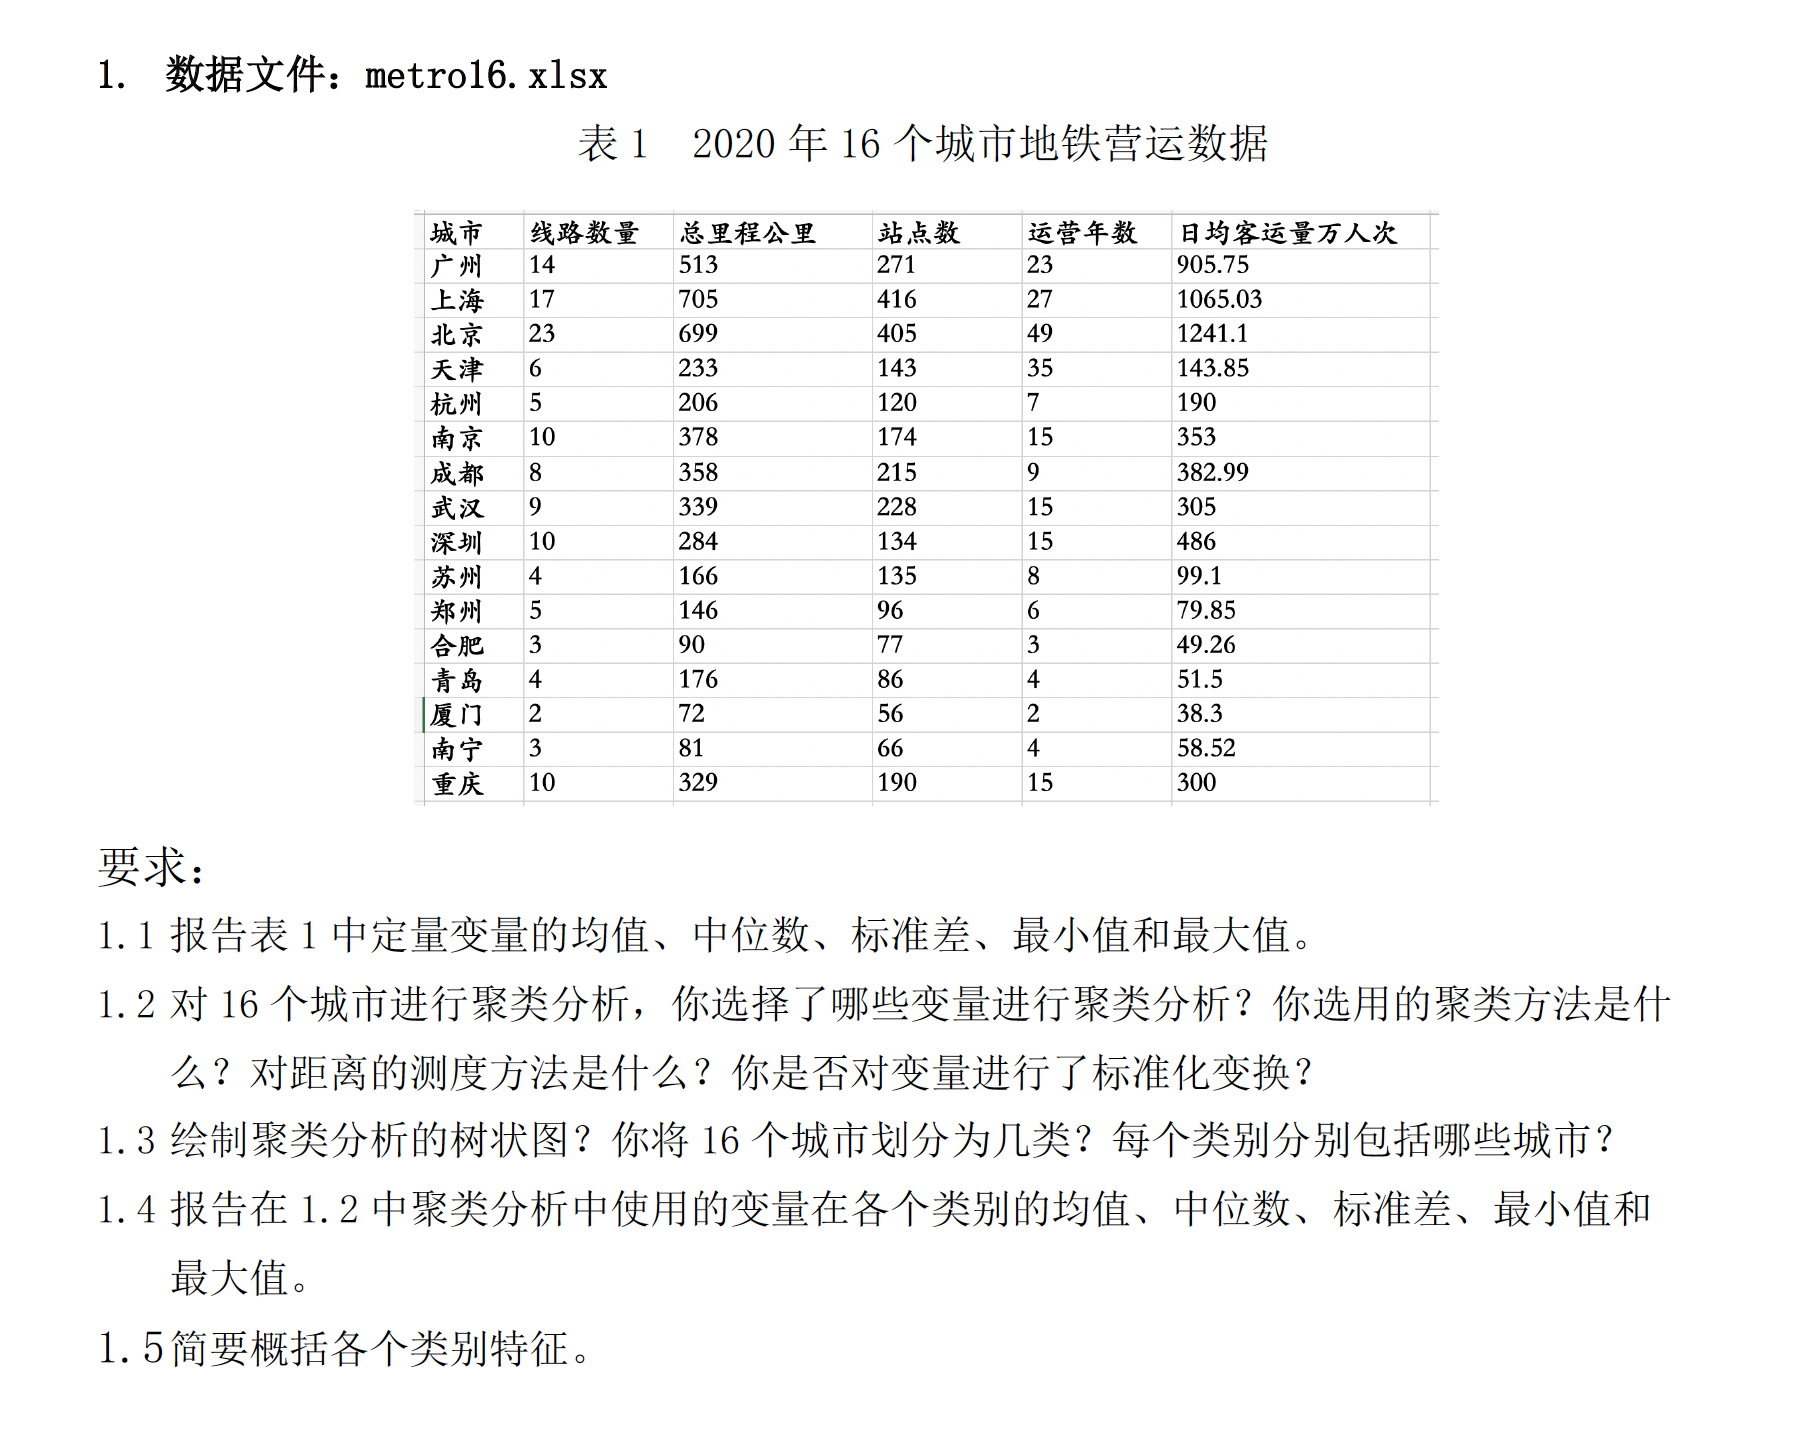 1. 数据文件：metro16.xlsx
表 1 2020 年 16 个城市地铁营运数据
城市 线路数量 总里程公里 站点数 运营年数 日均客运量万人次
广州 14 513 271 23 905.75
上海 17 705 416 27 1065.03
北京 23 699 405 49 1241.1
天津 6 233 143 35 143.85
杭州 5 206 120 7 190
南京 10 378 174 15 353
成都 8 358 215 9 382.99
武汉 9 339 228 15 305
深圳 10 284 134 15 486
苏州 4 166 135 8 99.1
郑州 5 146 96 6 79.85
合肥 3 90 77 3 49.26
青岛 4 176 86 4 51.5
厦门 2 72 56 2 38.3
南宁 3 81 66 4 58.52
重庆 10 329 190 15 300
要求：
1.1 报告表 1 中定量变量的均值、中位数、标准差、最小值和最大值。
1.2 对 16 个城市进行聚类分析，你选择了哪些变量进行聚类分析？你选用的聚类方法是什
么？对距离的测度方法是什么？你是否对变量进行了标准化变换？
1.3 绘制聚类分析的树状图？你将 16 个城市划分为几类？每个类别分别包括哪些城市？
1.4 报告在 1.2 中聚类分析中使用的变量在各个类别的均值、中位数、标准差、最小值和
最大值。
1.5 简要概括各个类别特征。